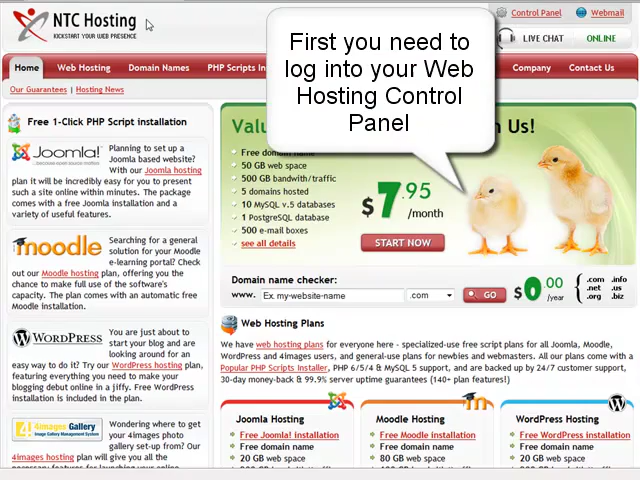 NTC Hosting
KICKSTART YOUR WEB PRESENCE
Control Panel
Webmail
LIVE CHAT
ONLINE
Home
Web Hosting
Domain Names
PHP Scripts In
Company
Contact Us
Our Guarantees | Hosting News
First you need to
log into your Web
Hosting Control
Panel
Free 1-Click PHP Script installation
Joomla!
Planning to set up a
Joomla based website?
With our Joomla hosting
plan it will be incredibly easy for you to present
such a site online within minutes. The package
comes with a free Joomla installation and a
variety of useful features.
moodle
Searching for a general
solution for your Moodle
e-learning portal? Check
out our Moodle hosting plan, offering you the
chance to make full use of the software's
capacity. The plan comes with an automatic free
Moodle installation.
WORDPRESS
You are just about to
start your blog and are
looking around for an
easy way to do it? Try our WordPress hosting plan,
featuring everything you need to make your
blogging debut online in a jiffy. Free WordPress
installation is included in the plan.
4images Gallery
Image Gallery Management System
Wondering where to get
your 4images photo
gallery set-up from? Our
4images hosting plan will give you all the
necessary features for launching your online
Val
n Us!
Free domain name
50 GB web space
500 GB bandwith/traffic
5 domains hosted
10 MySQL v.5 databases
1 PostgreSQL database
500 e-mail boxes
see all details
$7.95
/month
START NOW
Domain name checker:
www. Ex. my-website-name .com GO
$0.00
/year
.com .info
.net .us
.org .biz
Web Hosting Plans
We have web hosting plans for everyone here - specialized-use free script plans for all Joomla, Moodle,
WordPress and 4images users, and general-use plans for newbies and webmasters. All our plans come with a
Popular PHP Scripts Installer, PHP 6/5/4 & MySQL 5 support, and are backed up by 24/7 customer support,
30-day money-back & 99.9% server uptime guarantees (140+ plan features!)
Joomla Hosting
Free Joomla! installation
Free domain name
20 GB web space
Moodle Hosting
Free Moodle installation
Free domain name
80 GB web space
WordPress Hosting
Free WordPress installation
Free domain name
20 GB web space